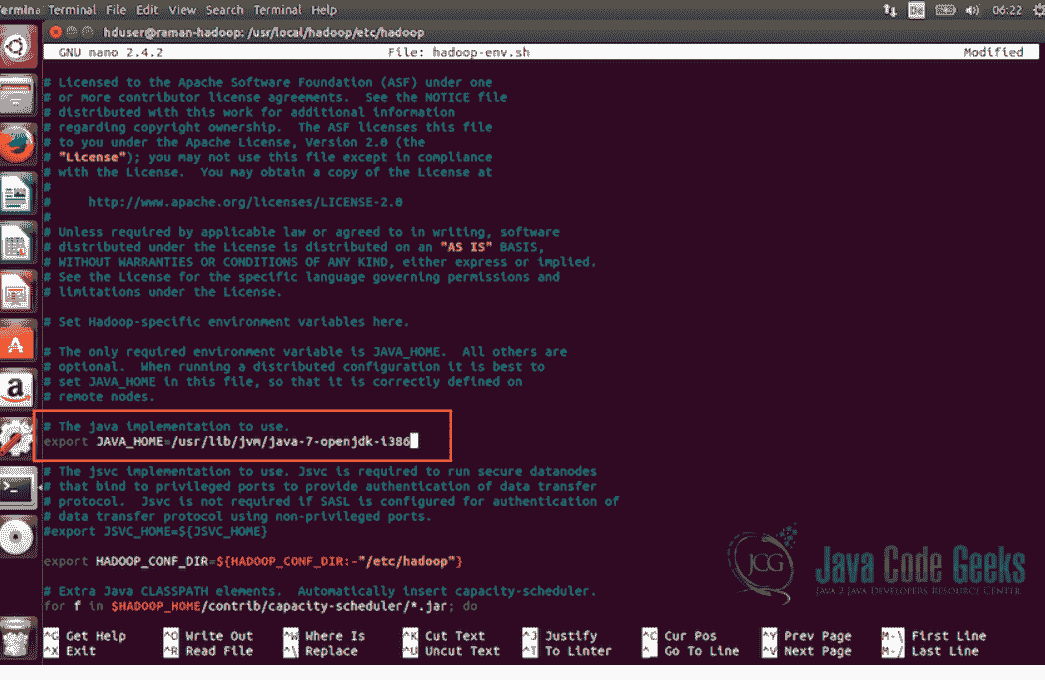 Terminal Terminal File Edit View Search Terminal Help De 06:22
hduser@raman-hadoop: /usr/local/hadoop/etc/hadoop
GNU nano 2.4.2 File: hadoop-env.sh Modified
# Licensed to the Apache Software Foundation (ASF) under one
# or more contributor license agreements.  See the NOTICE file
# distributed with this work for additional information
# regarding copyright ownership.  The ASF licenses this file
# to you under the Apache License, Version 2.0 (the
# "License"); you may not use this file except in compliance
# with the License.  You may obtain a copy of the License at
#
#     http://www.apache.org/licenses/LICENSE-2.0
#
# Unless required by applicable law or agreed to in writing, software
# distributed under the License is distributed on an "AS IS" BASIS,
# WITHOUT WARRANTIES OR CONDITIONS OF ANY KIND, either express or implied.
# See the License for the specific language governing permissions and
# limitations under the License.
# Set Hadoop-specific environment variables here.
# The only required environment variable is JAVA_HOME.  All others are
# optional.  When running a distributed configuration it is best to
# set JAVA_HOME in this file, so that it is correctly defined on
# remote nodes.
# The java implementation to use.
export JAVA_HOME=/usr/lib/jvm/java-7-openjdk-i386
# The jsvc implementation to use. Jsvc is required to run secure datanodes
# that bind to privileged ports to provide authentication of data transfer
# protocol.  Jsvc is not required if SASL is configured for authentication of
# data transfer protocol using non-privileged ports.
#export JSVC_HOME=${JSVC_HOME}
export HADOOP_CONF_DIR=${HADOOP_CONF_DIR:-"/etc/hadoop"}
# Extra Java CLASSPATH elements.  Automatically insert capacity-scheduler.
for f in $HADOOP_HOME/contrib/capacity-scheduler/*.jar; do
JCG Java Code Geeks
JAVA 2 JAVA DEVELOPERS RESOURCE CENTER
^G Get Help ^O Write Out ^W Where Is ^K Cut Text ^J Justify ^C Cur Pos ^Y Prev Page M-\ First Line
^X Exit ^R Read File ^\ Replace ^U Uncut Text ^T To Linter ^_ Go To Line ^V Next Page M-/ Last Line